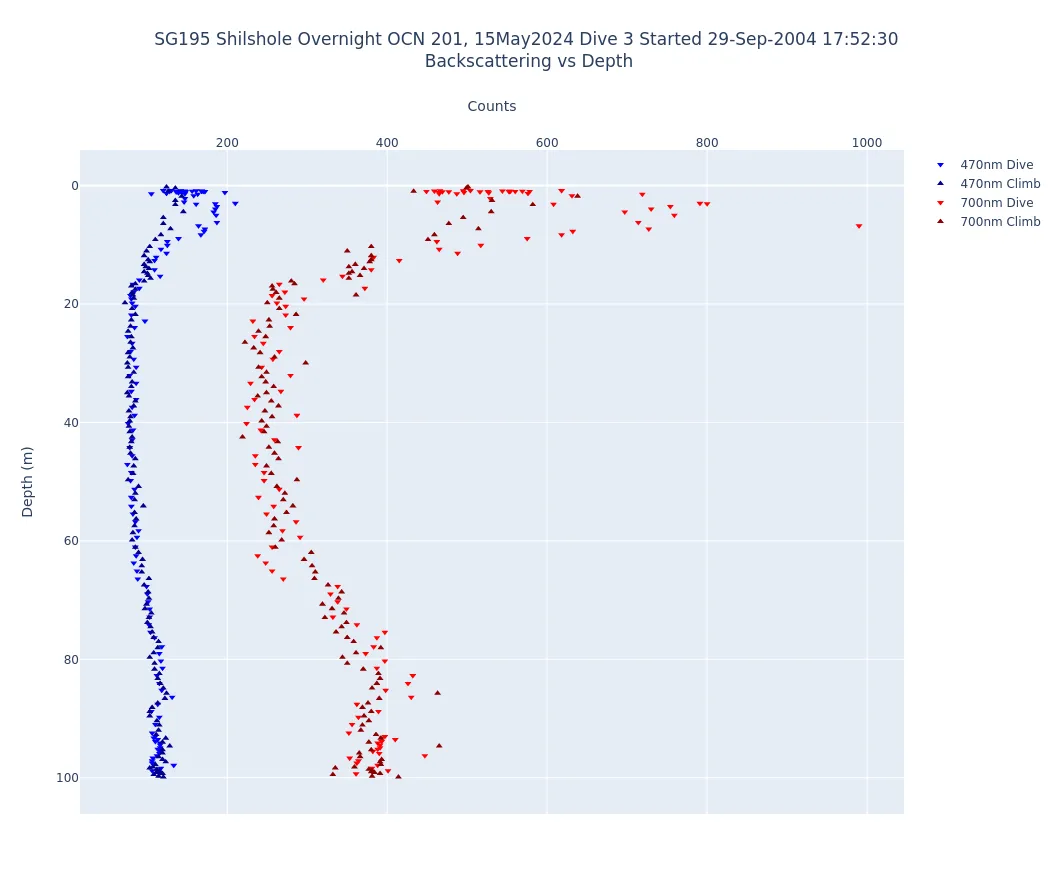 SG195 Shilshole Overnight OCN 201, 15May2024 Dive 3 Started 29-Sep-2004 17:52:30
Backscattering vs Depth
Counts
200 400 600 800 1000
470nm Dive
470nm Climb
700nm Dive
700nm Climb
Depth (m)
0
20
40
60
80
100